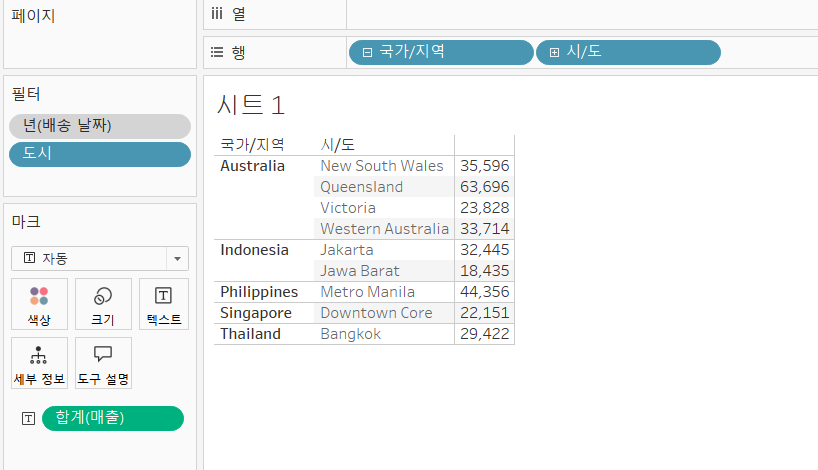 페이지
iii 열
행
국가/지역 시/도
필터
년(배송 날짜)
도시
시트 1
국가/지역 시/도
Australia New South Wales 35,596
Queensland 63,696
Victoria 23,828
Western Australia 33,714
Indonesia Jakarta 32,445
Jawa Barat 18,435
Philippines Metro Manila 44,356
Singapore Downtown Core 22,151
Thailand Bangkok 29,422
마크
T 자동
색상 크기 T 텍스트
세부 정보 도구 설명
T 합계(매출)